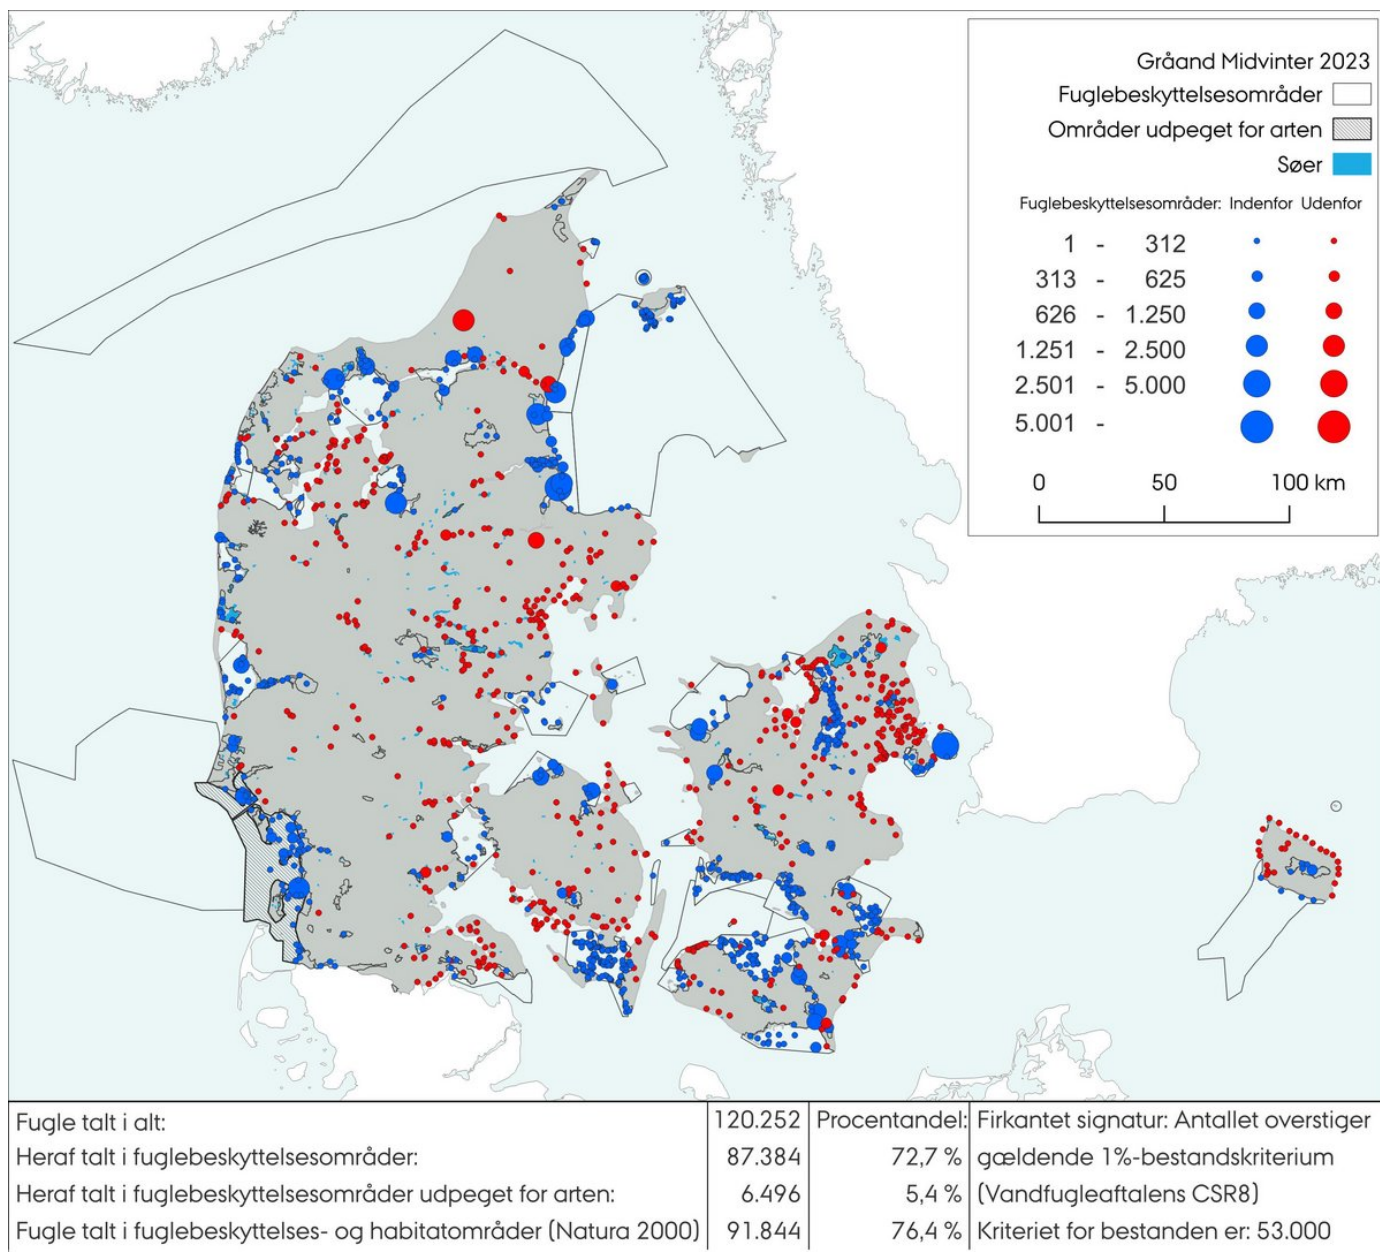 Gråand Midvinter 2023
Fuglebeskyttelsesområder
Områder udpeget for arten
Søer
Fuglebeskyttelsesområder: Indenfor Udenfor
1 - 312
313 - 625
626 - 1.250
1.251 - 2.500
2.501 - 5.000
5.001 -
0 50 100 km
Fugle talt i alt: 120.252 Procentandel: Firkantet signatur: Antallet overstiger
Heraf talt i fuglebeskyttelsesområder: 87.384 72,7 % gældende 1%-bestandskriterium
Heraf talt i fuglebeskyttelsesområder udpeget for arten: 6.496 5,4 % (Vandfugleaftalens CSR8)
Fugle talt i fuglebeskyttelses- og habitatområder (Natura 2000) 91.844 76,4 % Kriteriet for bestanden er: 53.000